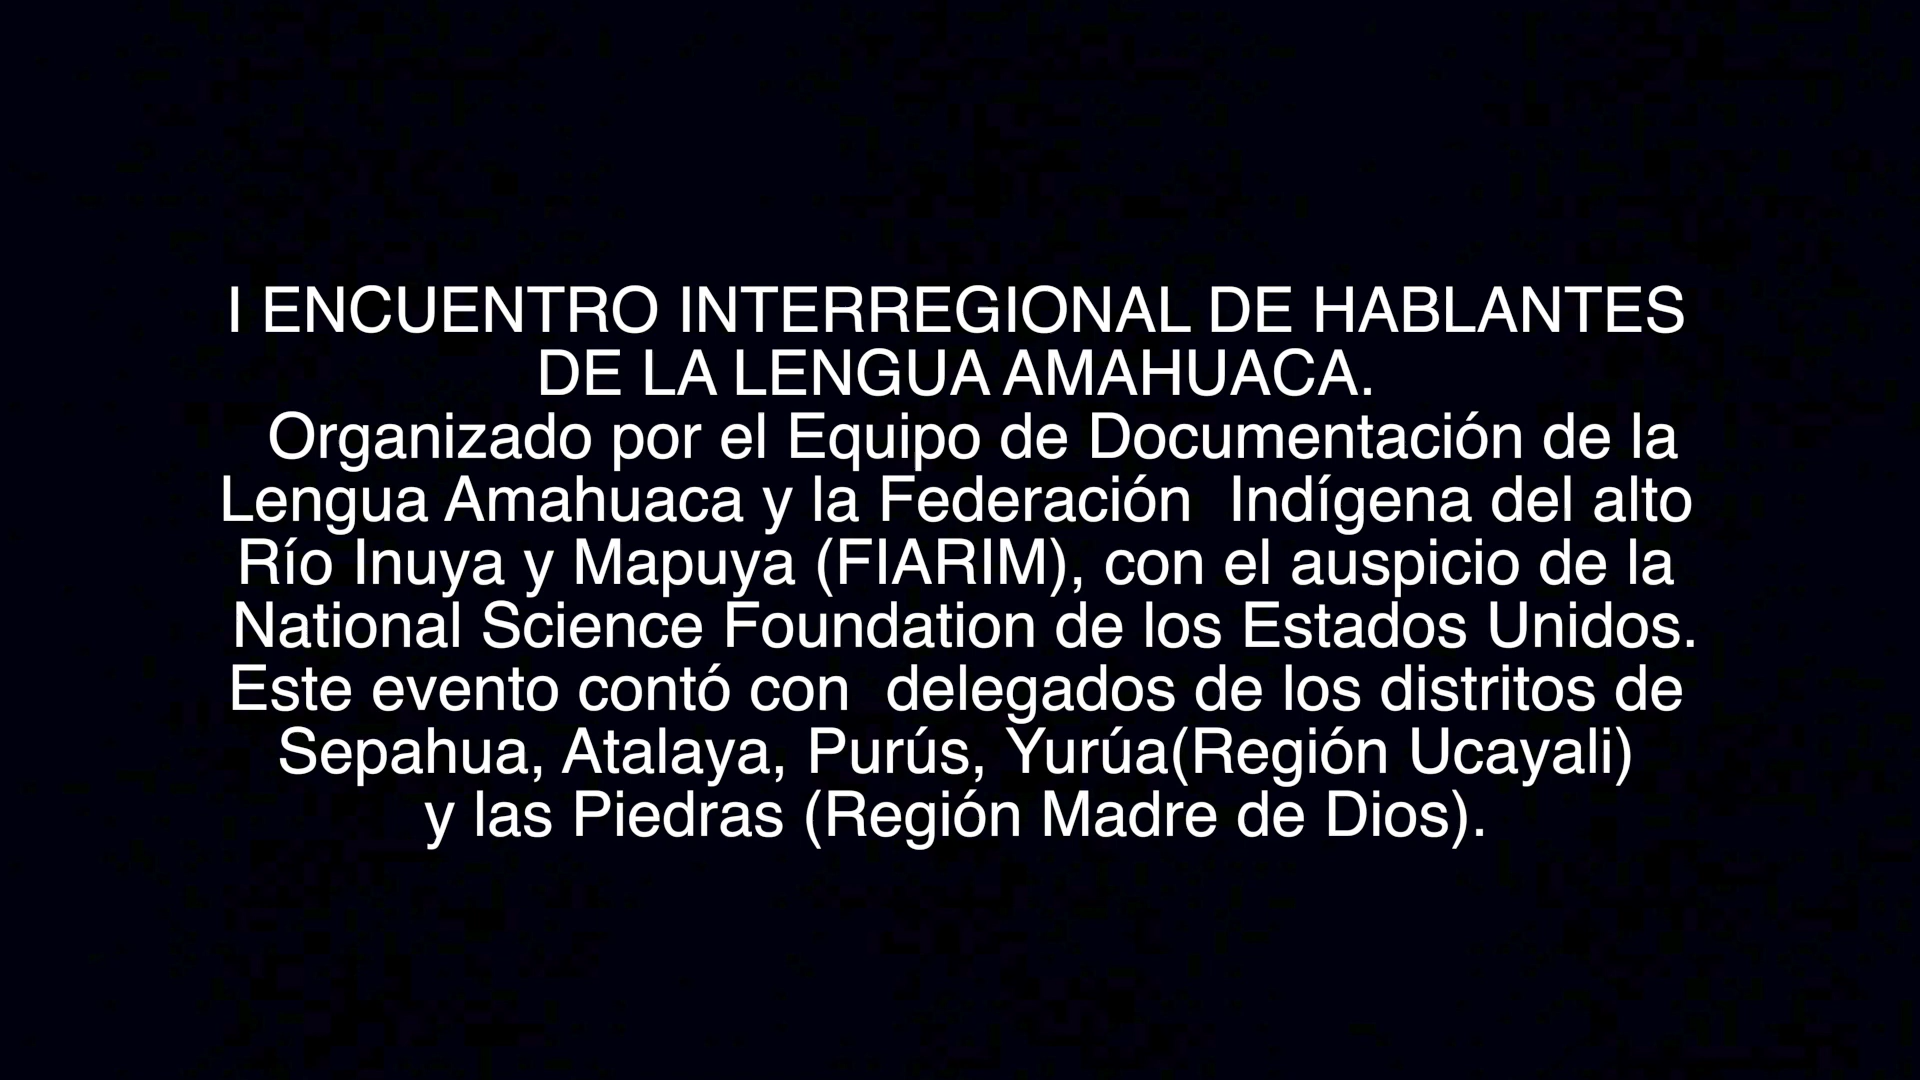 I ENCUENTRO INTERREGIONAL DE HABLANTES
DE LA LENGUA AMAHUACA.
Organizado por el Equipo de Documentación de la
Lengua Amahuaca y la Federación  Indígena del alto
Río Inuya y Mapuya (FIARIM), con el auspicio de la
National Science Foundation de los Estados Unidos.
Este evento contó con  delegados de los distritos de
Sepahua, Atalaya, Purús, Yurúa(Región Ucayali)
y las Piedras (Región Madre de Dios).